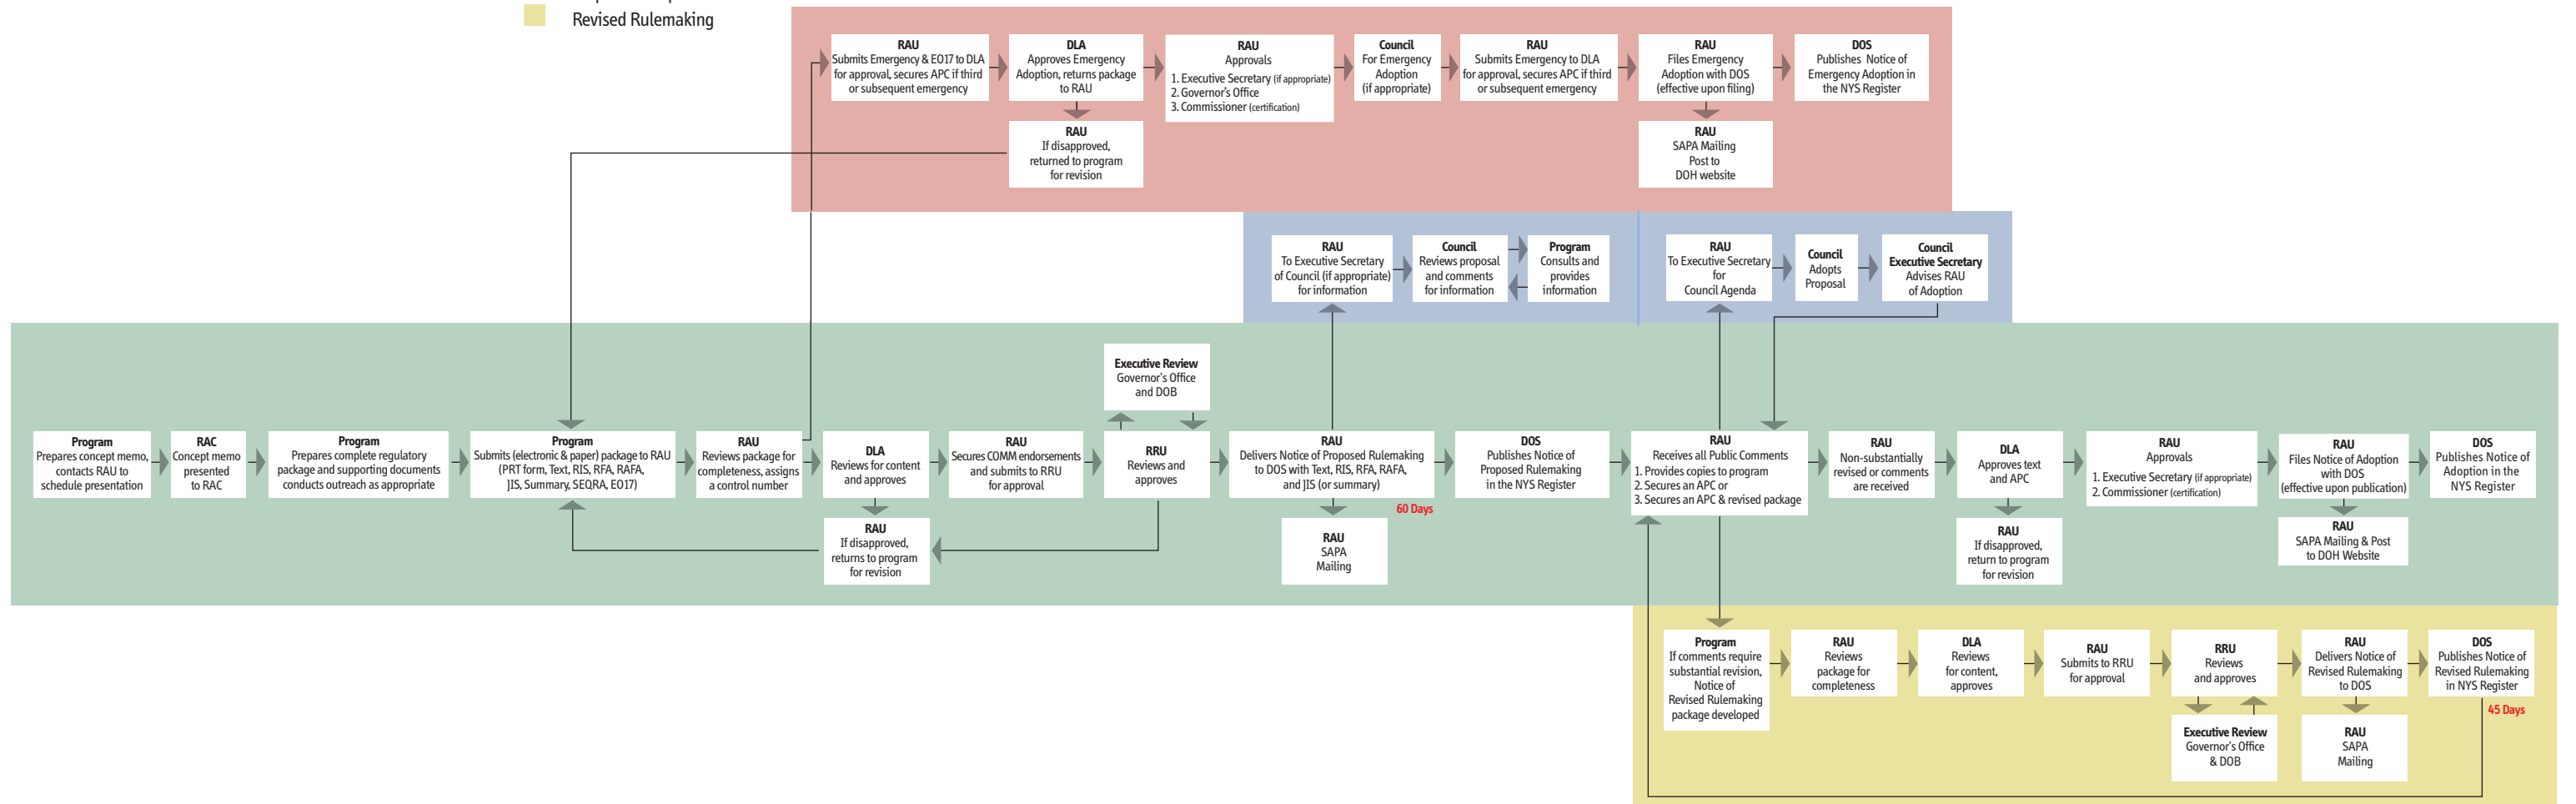 Revised Rulemaking
RAU
Submits Emergency & EO17 to DLA
for approval, secures APC if third
or subsequent emergency
DLA
Approves Emergency
Adoption, returns package
to RAU
RAU
Approvals
1. Executive Secretary (if appropriate)
2. Governor's Office
3. Commissioner (certification)
Council
For Emergency
Adoption
(if appropriate)
RAU
Submits Emergency to DLA
for approval, secures APC if third
or subsequent emergency
RAU
Files Emergency
Adoption with DOS
(effective upon filing)
DOS
Publishes Notice of
Emergency Adoption in
the NYS Register
RAU
If disapproved,
returned to program
for revision
RAU
SAPA Mailing
Post to
DOH website
RAU
To Executive Secretary
of Council (if appropriate)
for information
Council
Reviews proposal
and comments
for information
Program
Consults and
provides
information
RAU
To Executive Secretary
for
Council Agenda
Council
Adopts
Proposal
Council
Executive Secretary
Advises RAU
of Adoption
Executive Review
Governor's Office
and DOB
Program
Prepares concept memo,
contacts RAU to
schedule presentation
RAC
Concept memo
presented
to RAC
Program
Prepares complete regulatory
package and supporting documents
conducts outreach as appropriate
Program
Submits (electronic & paper) package to RAU
(PRT form, Text, RIS, RFA, RAFA,
JIS, Summary, SEQRA, EO17)
RAU
Reviews package for
completeness, assigns
a control number
DLA
Reviews for content
and approves
RAU
Secures COMM endorsements
and submits to RRU
for approval
RRU
Reviews and
approves
RAU
Delivers Notice of Proposed Rulemaking
to DOS with Text, RIS, RFA, RAFA,
and JIS (or summary)
DOS
Publishes Notice of
Proposed Rulemaking
in the NYS Register
RAU
Receives all Public Comments
1. Provides copies to program
2. Secures an APC or
3. Secures an APC & revised package
RAU
Non-substantially
revised or comments
are received
DLA
Approves text
and APC
RAU
Approvals
1. Executive Secretary (if appropriate)
2. Commissioner (certification)
RAU
Files Notice of Adoption
with DOS
(effective upon publication)
DOS
Publishes Notice of
Adoption in the
NYS Register
60 Days
RAU
If disapproved,
returns to program
for revision
RAU
SAPA
Mailing
RAU
If disapproved,
return to program
for revision
RAU
SAPA Mailing & Post
to DOH Website
Program
If comments require
substantial revision,
Notice of
Revised Rulemaking
package developed
RAU
Reviews
package for
completeness
DLA
Reviews
for content,
approves
RAU
Submits to RRU
for approval
RRU
Reviews
and approves
RAU
Delivers Notice of
Revised Rulemaking
to DOS
DOS
Publishes Notice of
Revised Rulemaking
in NYS Register
45 Days
Executive Review
Governor's Office
& DOB
RAU
SAPA
Mailing